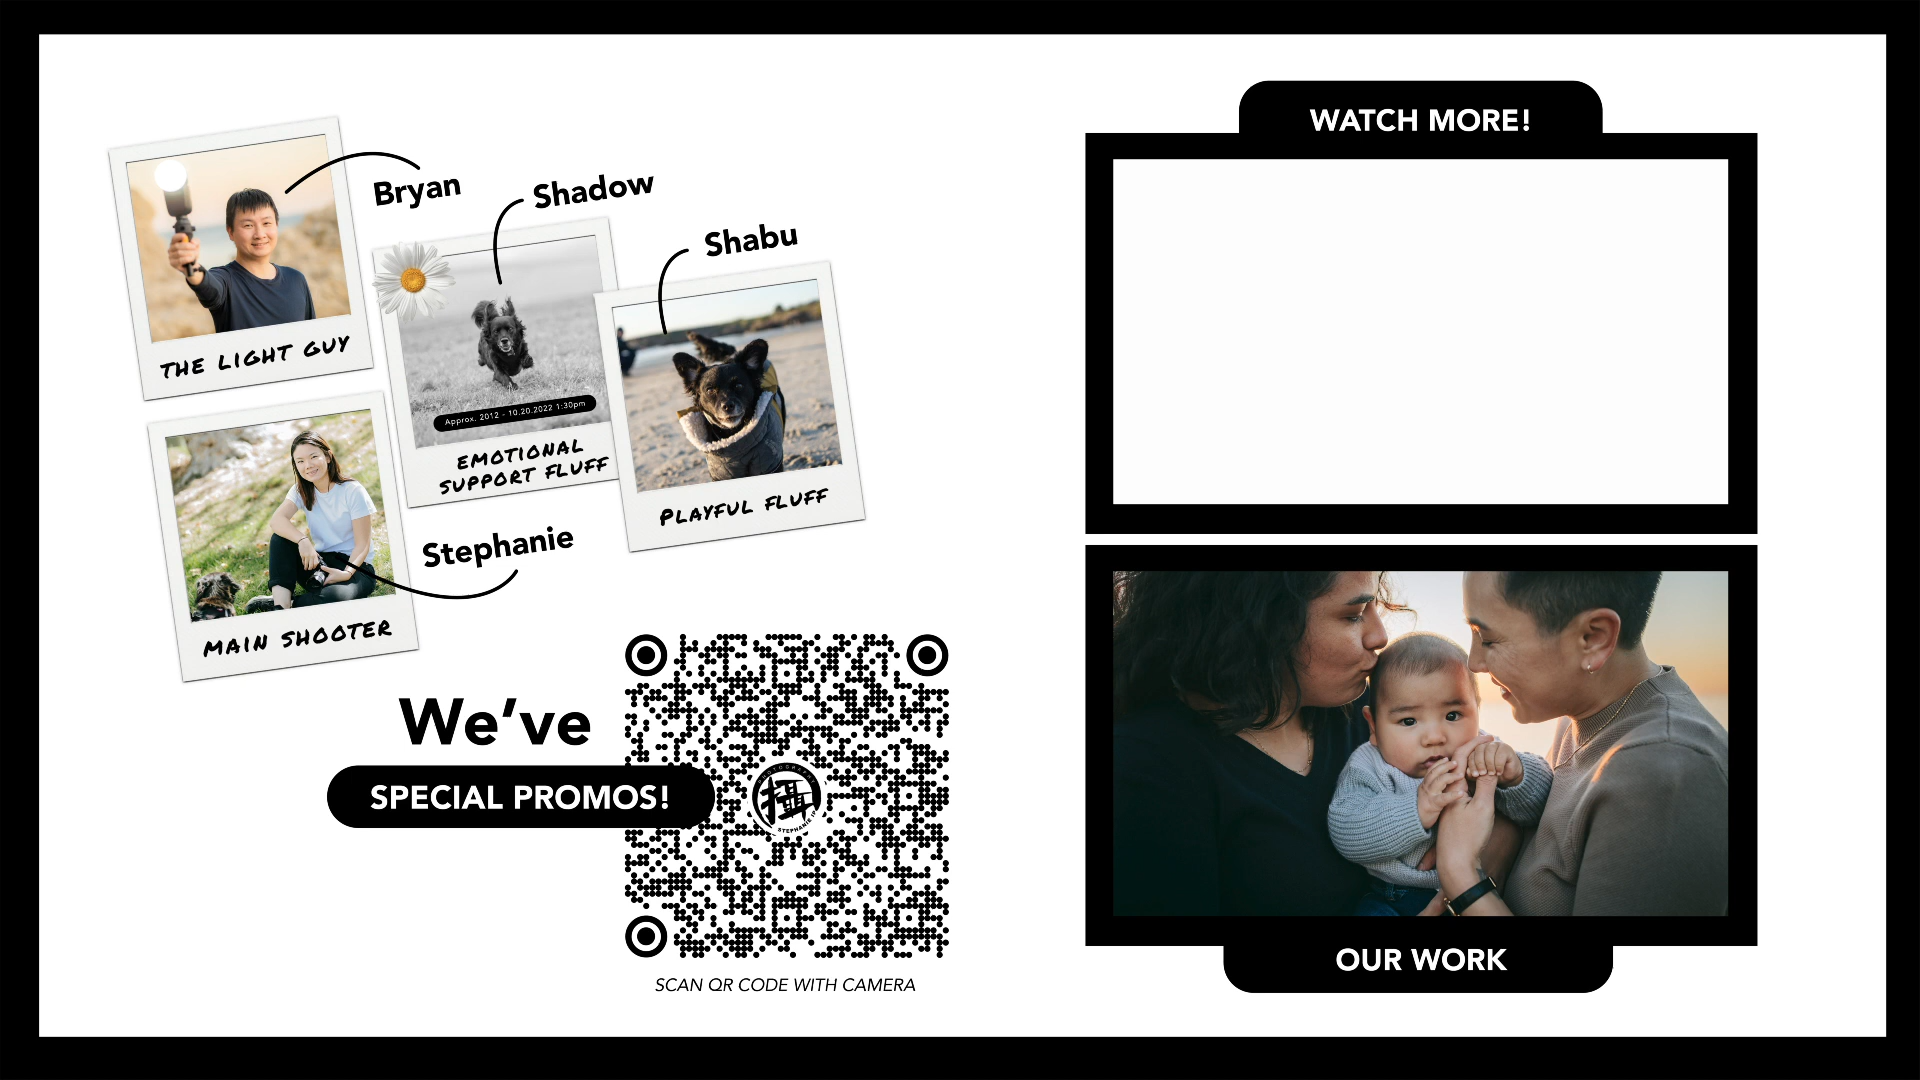 Bryan
THE LIGHT GUY
Shadow
Approx. 2012 - 10.20.2022 1:30pm
EMOTIONAL
SUPPORT FLUFF
Shabu
PLAYFUL FLUFF
Stephanie
MAIN SHOOTER
We've
SPECIAL PROMOS!
攝
SCAN QR CODE WITH CAMERA
WATCH MORE!
OUR WORK